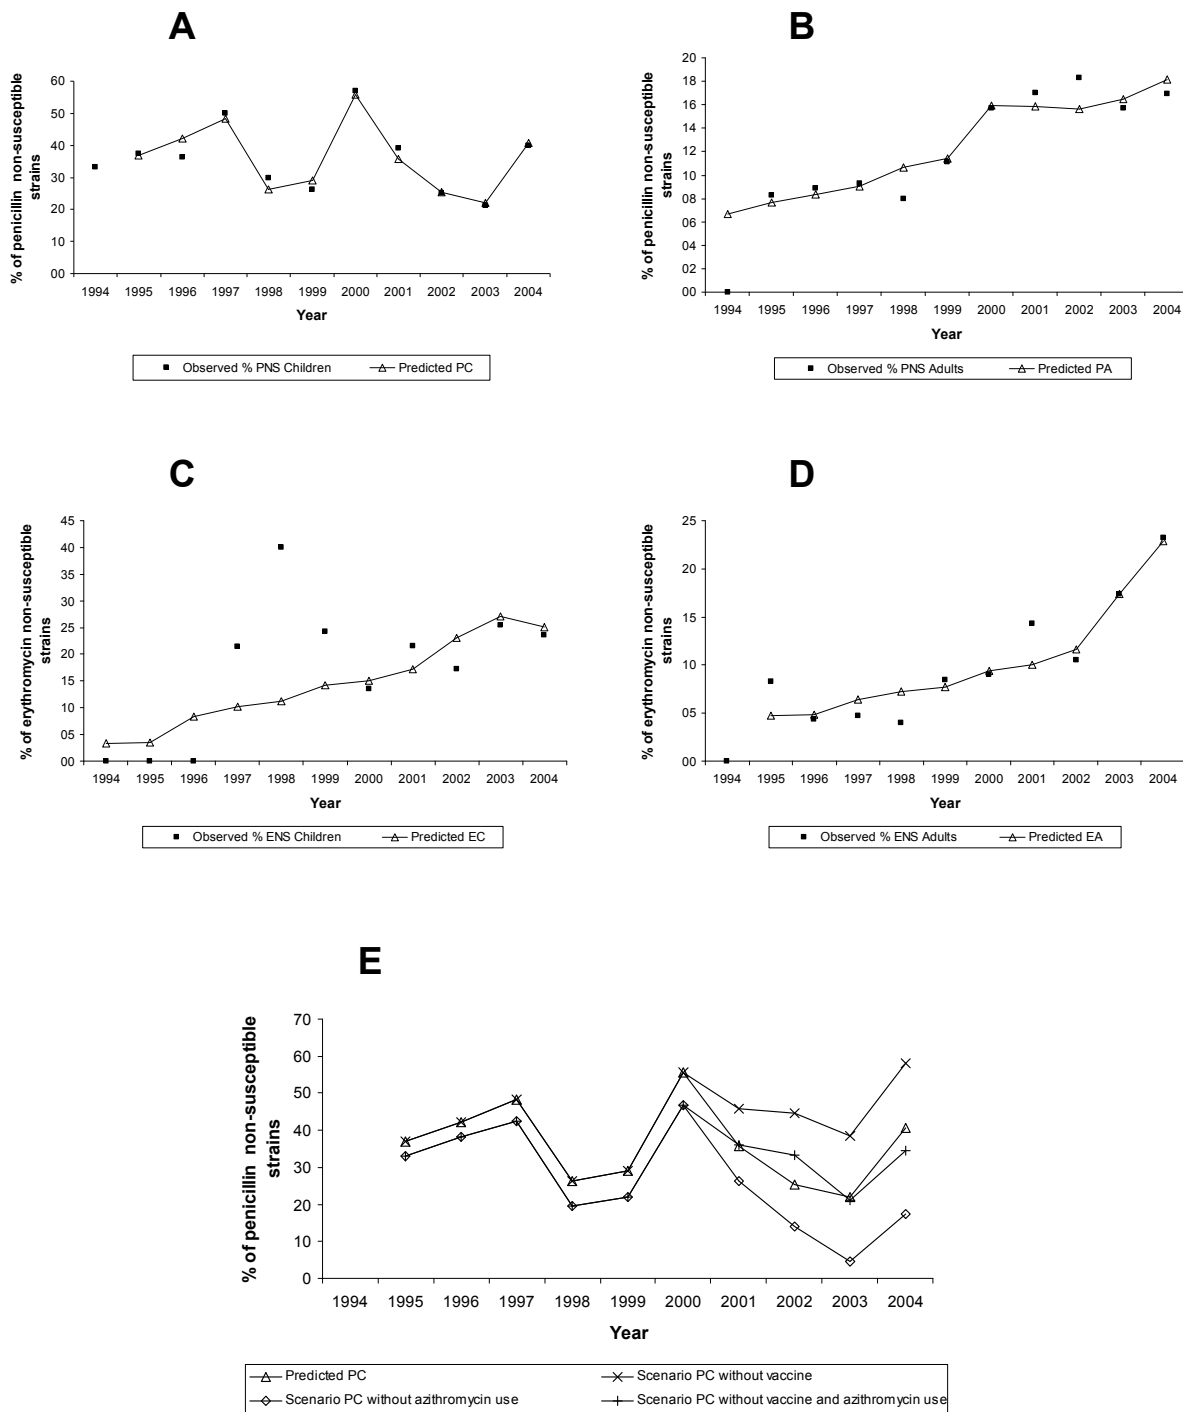 A
% of penicillin non-susceptible
strains
60
50
40
30
20
10
00
1994 1995 1996 1997 1998 1999 2000 2001 2002 2003 2004
Year
Observed % PNS Children Predicted PC
B
% of penicillin non-susceptible
strains
20
18
16
14
12
10
08
06
04
02
00
1994 1995 1996 1997 1998 1999 2000 2001 2002 2003 2004
Year
Observed % PNS Adults Predicted PA
C
% of erythromycin non-susceptible
strains
45
40
35
30
25
20
15
10
05
00
1994 1995 1996 1997 1998 1999 2000 2001 2002 2003 2004
Year
Observed % ENS Children Predicted EC
D
% of erythromycin non-susceptible
strains
25
20
15
10
05
00
1994 1995 1996 1997 1998 1999 2000 2001 2002 2003 2004
Year
Observed % ENS Adults Predicted EA
E
% of penicillin non-susceptible
strains
70
60
50
40
30
20
10
0
1994 1995 1996 1997 1998 1999 2000 2001 2002 2003 2004
Year
Predicted PC Scenario PC without vaccine
Scenario PC without azithromycin use Scenario PC without vaccine and azithromycin use